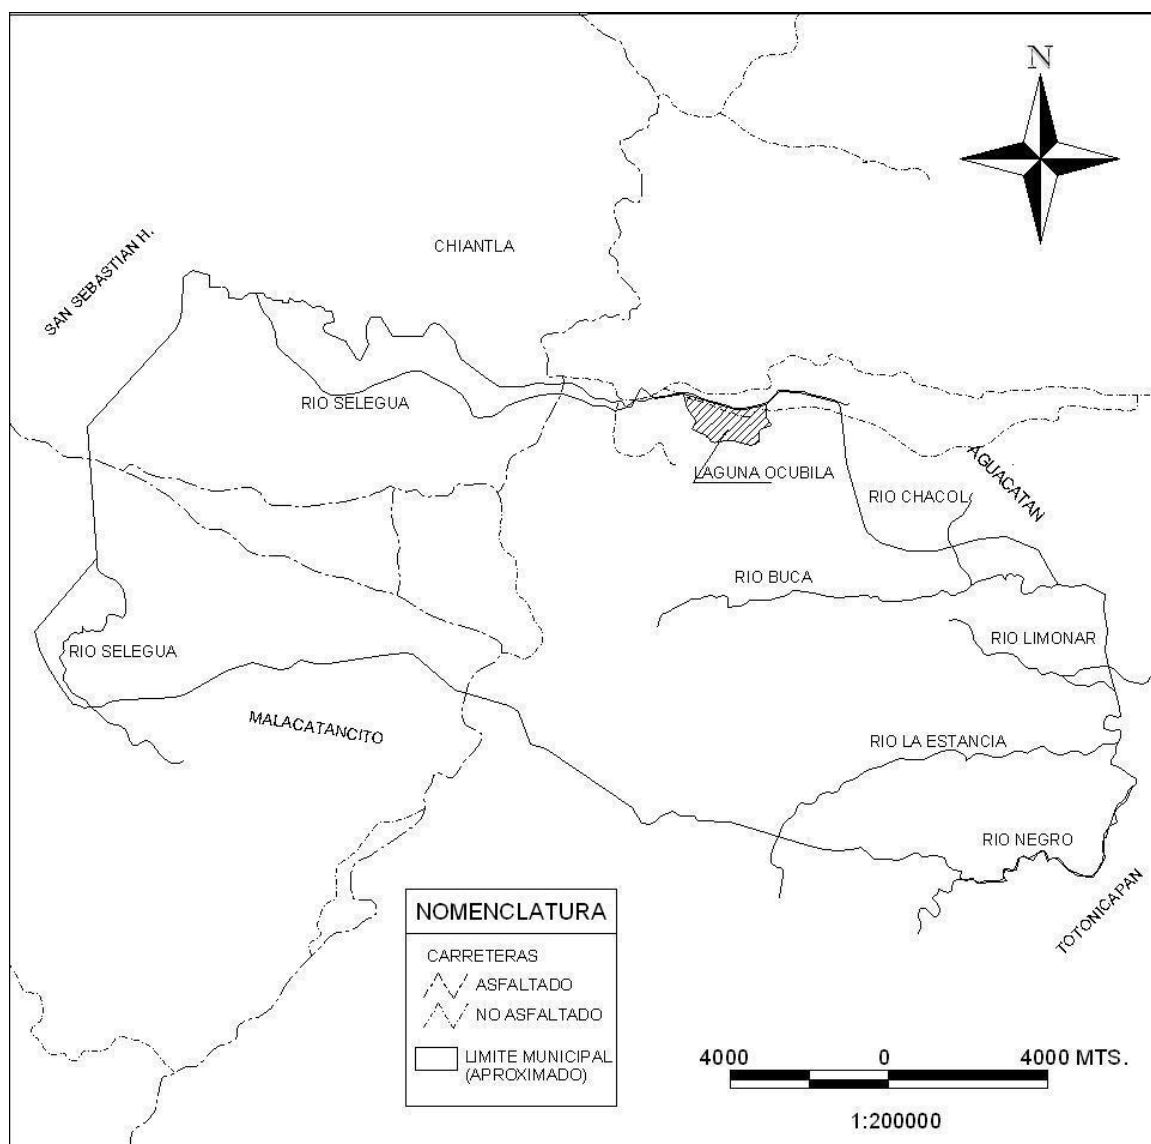 N
CHIANTLA
SAN SEBASTIAN H.
RIO SELEGUA
LAGUNA OCUBILA
AGUACATAN
RIO CHACOL
RIO BUCA
RIO LIMONAR
RIO SELEGUA
MALACATANCITO
RIO LA ESTANCIA
RIO NEGRO
TOTONICAPAN
NOMENCLATURA
CARRETERAS
ASFALTADO
NO ASFALTADO
LIMITE MUNICIPAL
(APROXIMADO)
4000 0 4000 MTS.
1:200000